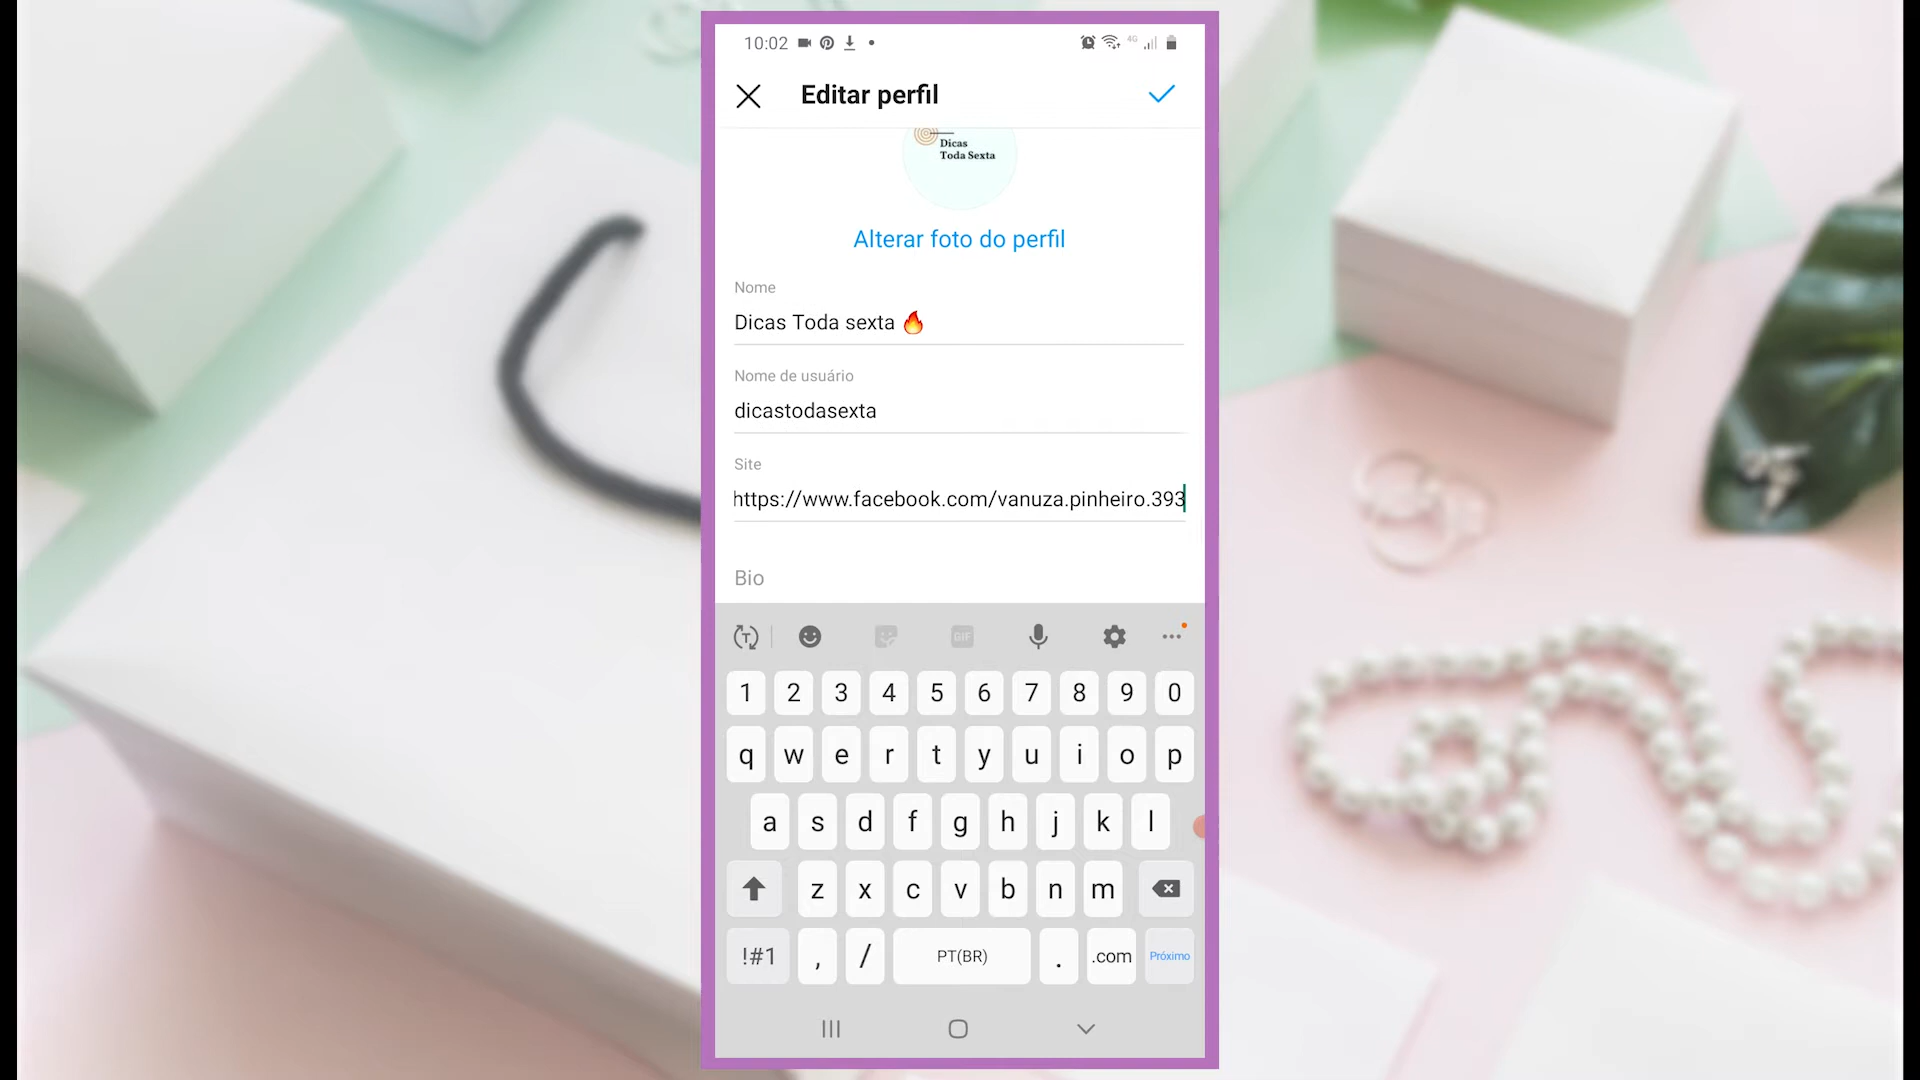 10:02
4G
Editar perfil
Dicas
Toda Sexta
Alterar foto do perfil
Nome
Dicas Toda sexta 🔥
Nome de usuário
dicastodasexta
Site
https://www.facebook.com/vanuza.pinheiro.393
Bio
T GIF
1 2 3 4 5 6 7 8 9 0
q w e r t y u i o p
a s d f g h j k l
z x c v b n m
!#1 , / PT(BR) . .com Próximo